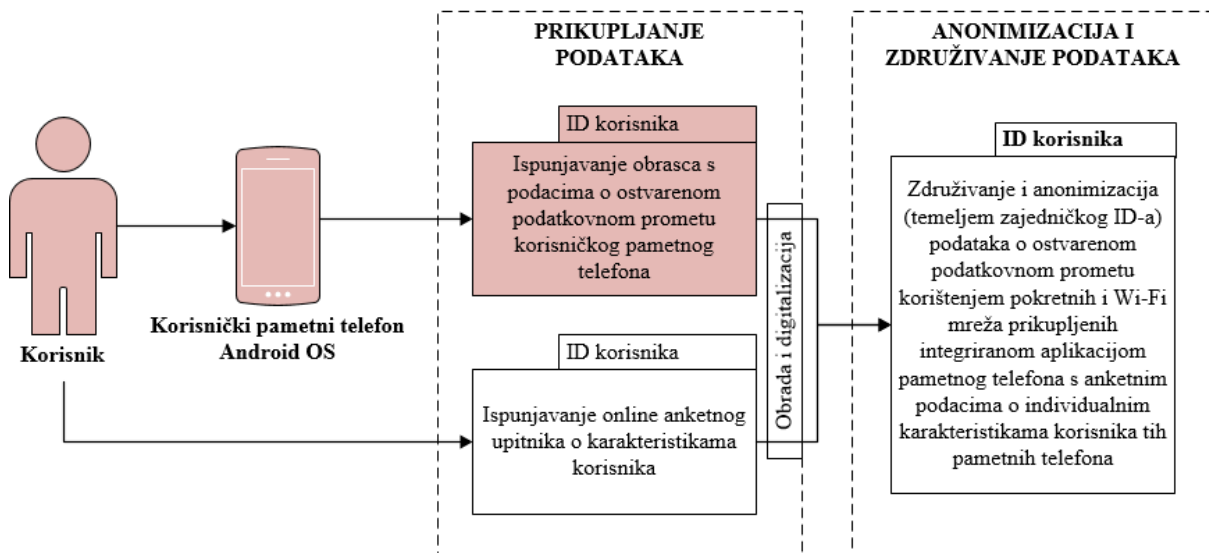 PRIKUPLJANJE
PODATAKA
ANONIMIZACIJA I
ZDRUŽIVANJE PODATAKA
ID korisnika
Ispunjavanje obrasca s
podacima o ostvarenom
podatkovnom prometu
korisničkog pametnog
telefona
Korisnik
Korisnički pametni telefon
Android OS
ID korisnika
Ispunjavanje online anketnog
upitnika o karakteristikama
korisnika
Obrada i digitalizacija
ID korisnika
Združivanje i anonimizacija
(temeljem zajedničkog ID-a)
podataka o ostvarenom
podatkovnom prometu
korištenjem pokretnih i Wi-Fi
mreža prikupljenih
integriranom aplikacijom
pametnog telefona s anketnim
podacima o individualnim
karakteristikama korisnika tih
pametnih telefona